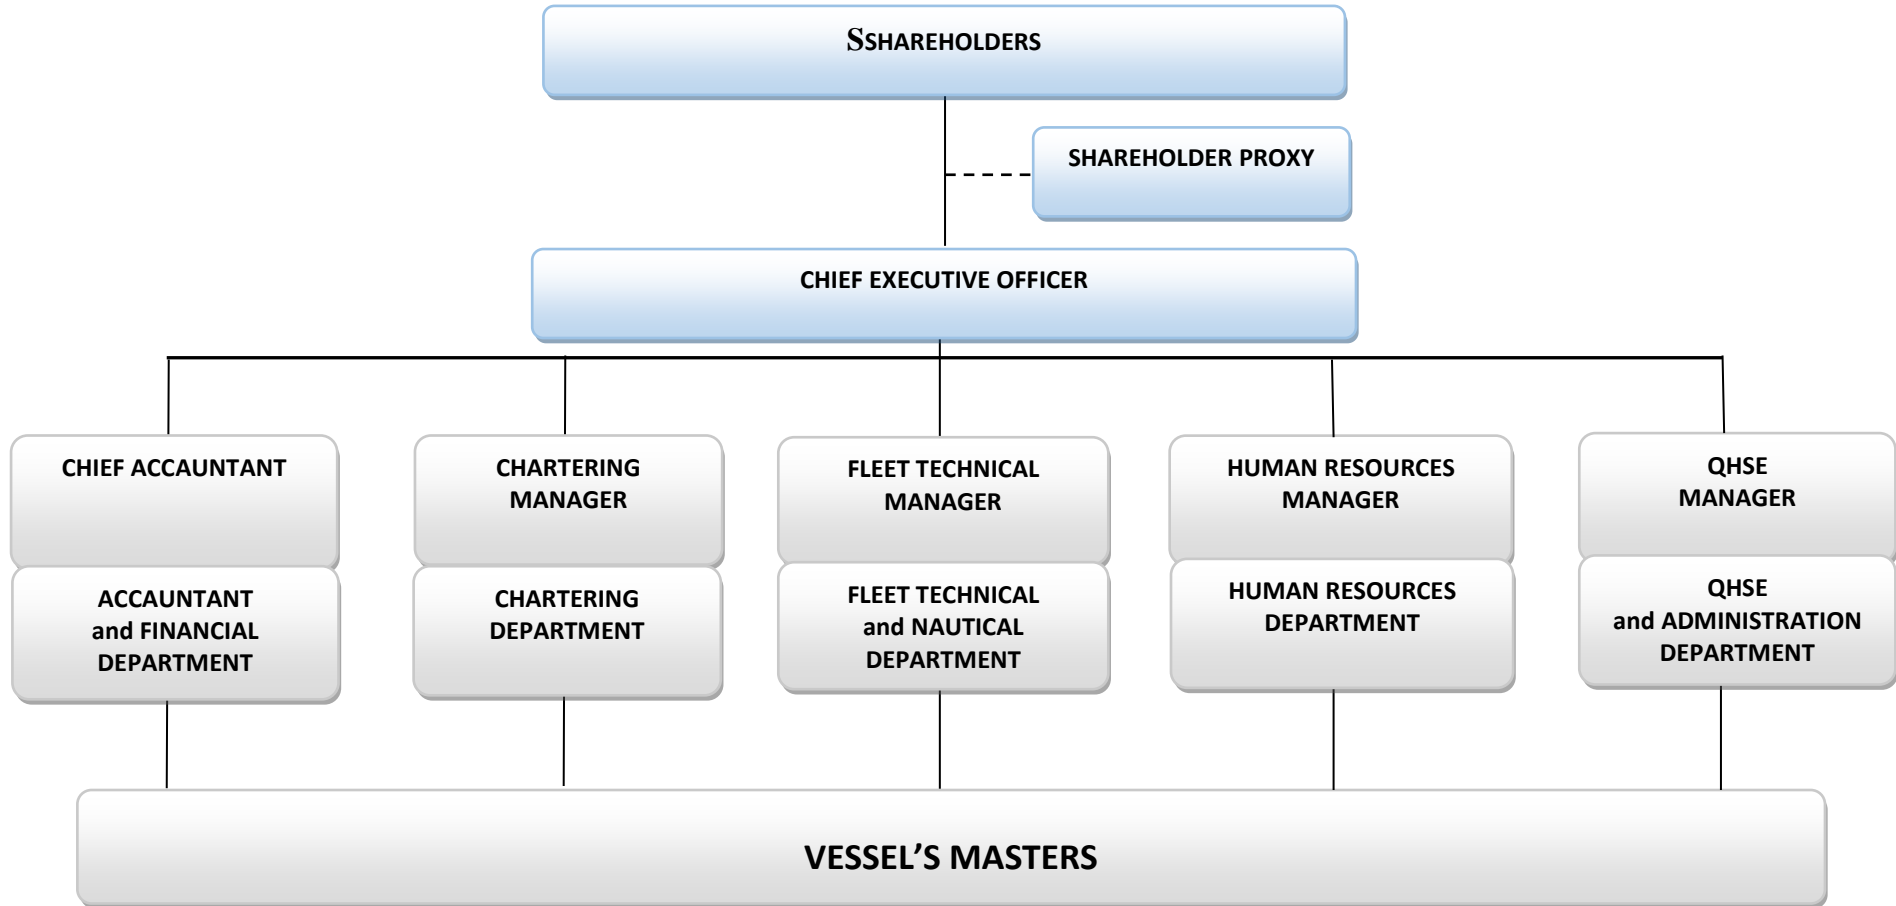 SSHAREHOLDERS
SHAREHOLDER PROXY
CHIEF EXECUTIVE OFFICER
CHIEF ACCAUNTANT
CHARTERING
MANAGER
FLEET TECHNICAL
MANAGER
HUMAN RESOURCES
MANAGER
QHSE
MANAGER
ACCAUNTANT
and FINANCIAL
DEPARTMENT
CHARTERING
DEPARTMENT
FLEET TECHNICAL
and NAUTICAL
DEPARTMENT
HUMAN RESOURCES
DEPARTMENT
QHSE
and ADMINISTRATION
DEPARTMENT
VESSEL’S MASTERS